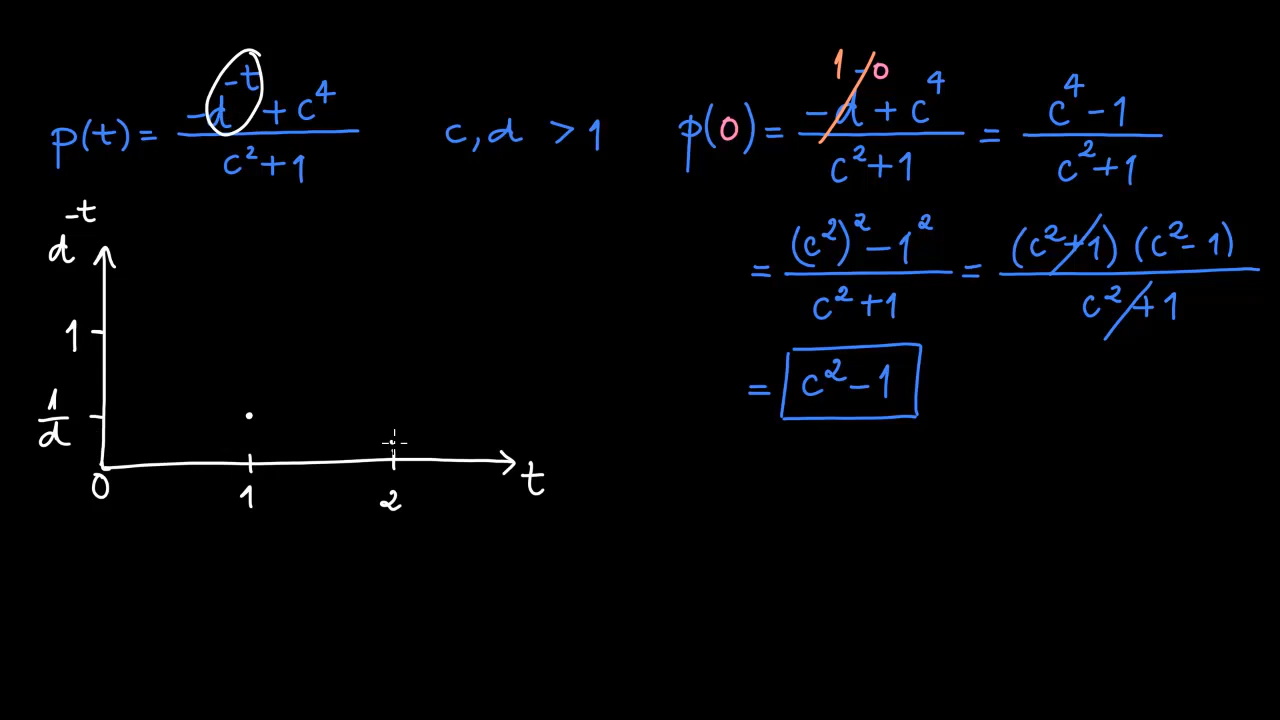 p(t) = (-d^-t + c^4) / (c^2 + 1)    c, d > 1
d^-t
1
1/d
0 1 2 t
p(0) = (-d^-0 + c^4) / (c^2 + 1) = (c^4 - 1) / (c^2 + 1)
1
= ((c^2)^2 - 1^2) / (c^2 + 1) = (c^2 + 1) (c^2 - 1) / (c^2 + 1)
= c^2 - 1